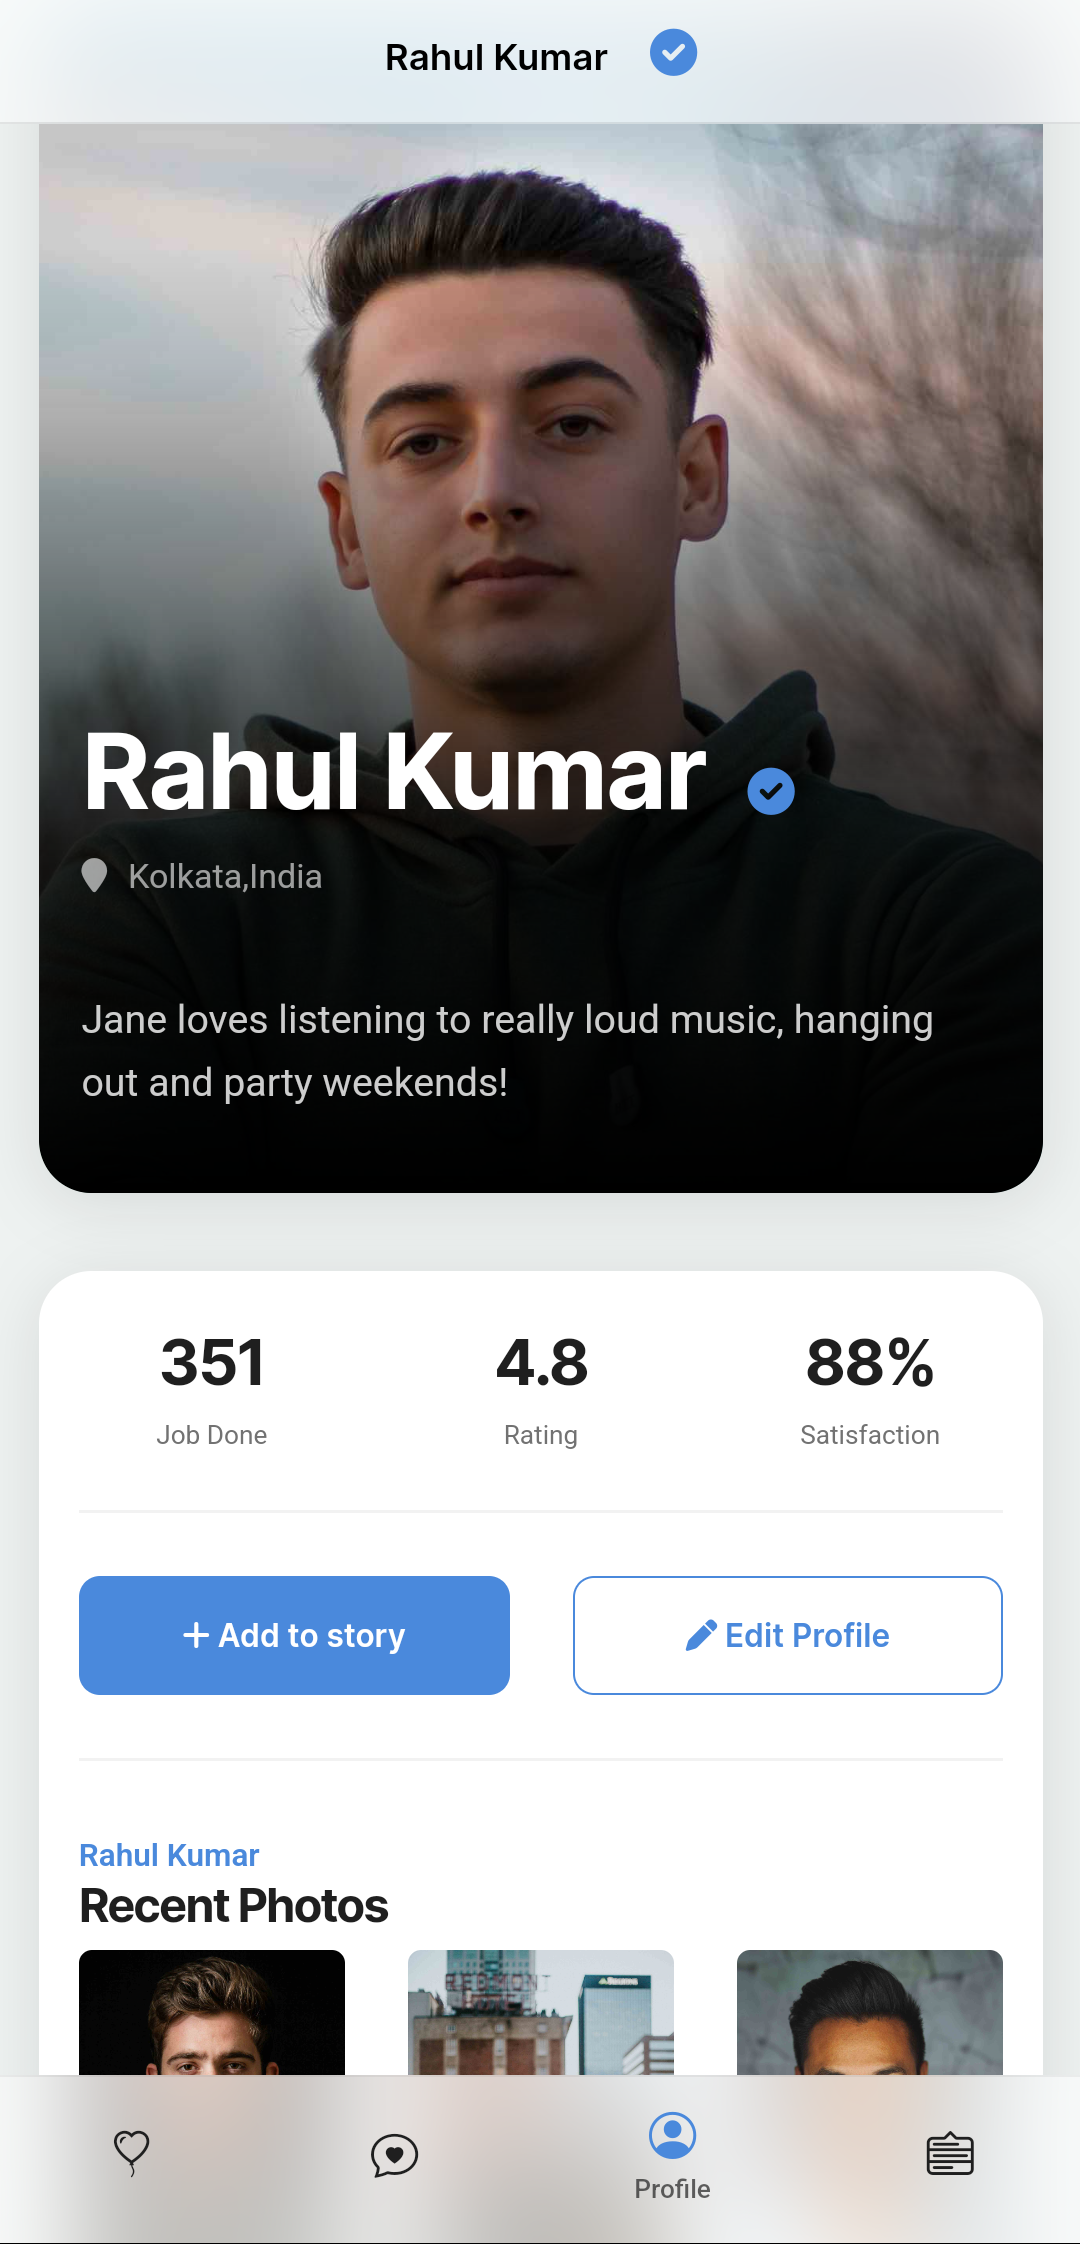 Rahul Kumar
Rahul Kumar
Kolkata,India
Jane loves listening to really loud music, hanging
out and party weekends!
351
4.8
88%
Job Done
Rating
Satisfaction
Add to story
Edit Profile
Rahul Kumar
Recent Photos
Profile